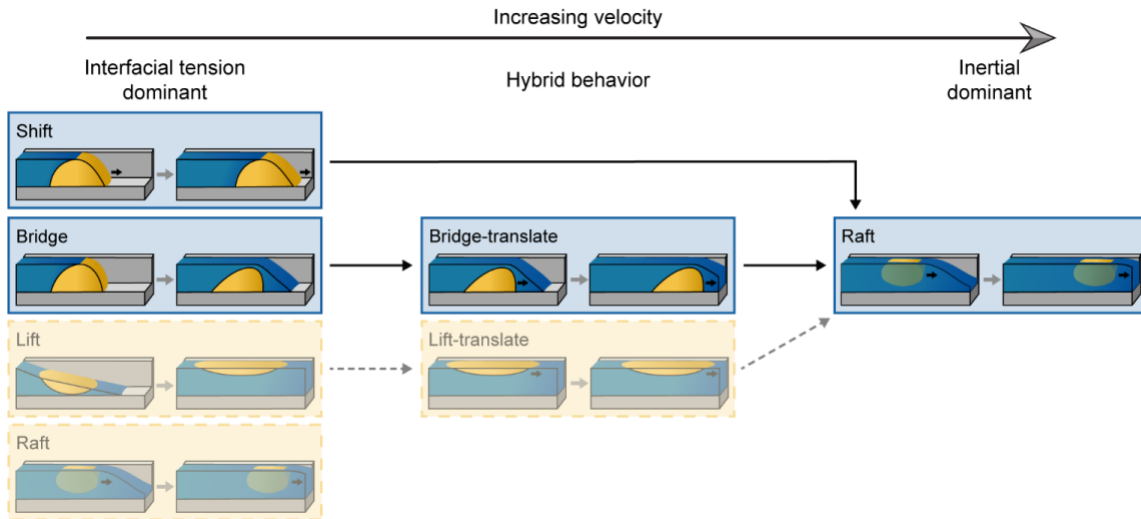 Increasing velocity
Interfacial tension
dominant
Hybrid behavior
Inertial
dominant
Shift
Bridge
Bridge-translate
Raft
Lift
Lift-translate
Raft